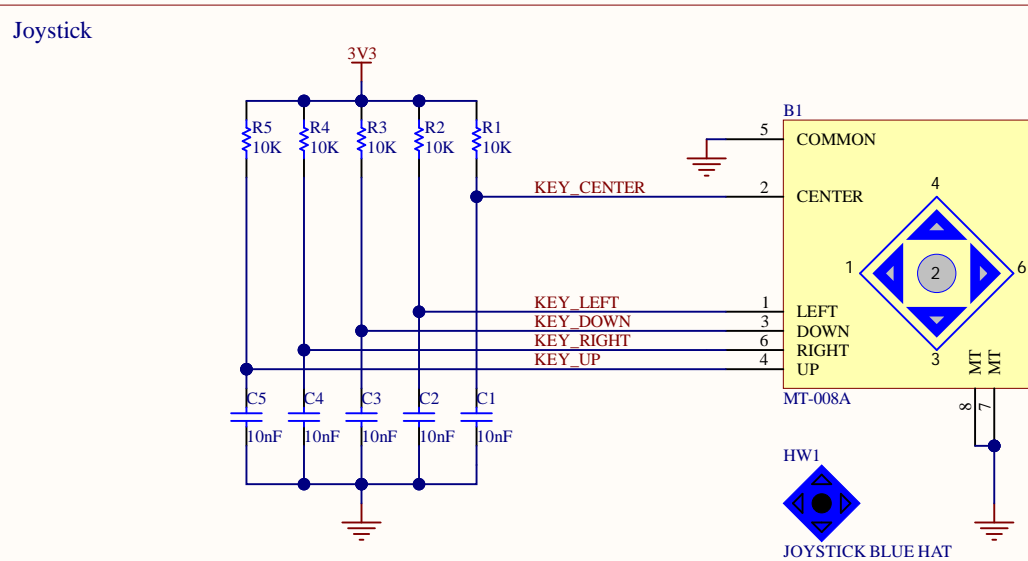 Joystick
3V3
R5 R4 R3 R2 R1
10K 10K 10K 10K 10K
B1
5 COMMON
KEY_CENTER 2 CENTER
4
1 2 6
3
KEY_LEFT 1 LEFT
KEY_DOWN 3 DOWN
KEY_RIGHT 6 RIGHT
KEY_UP 4 UP
MT MT
C5 C4 C3 C2 C1
10nF 10nF 10nF 10nF 10nF
MT-008A
8 7
HW1
JOYSTICK BLUE HAT